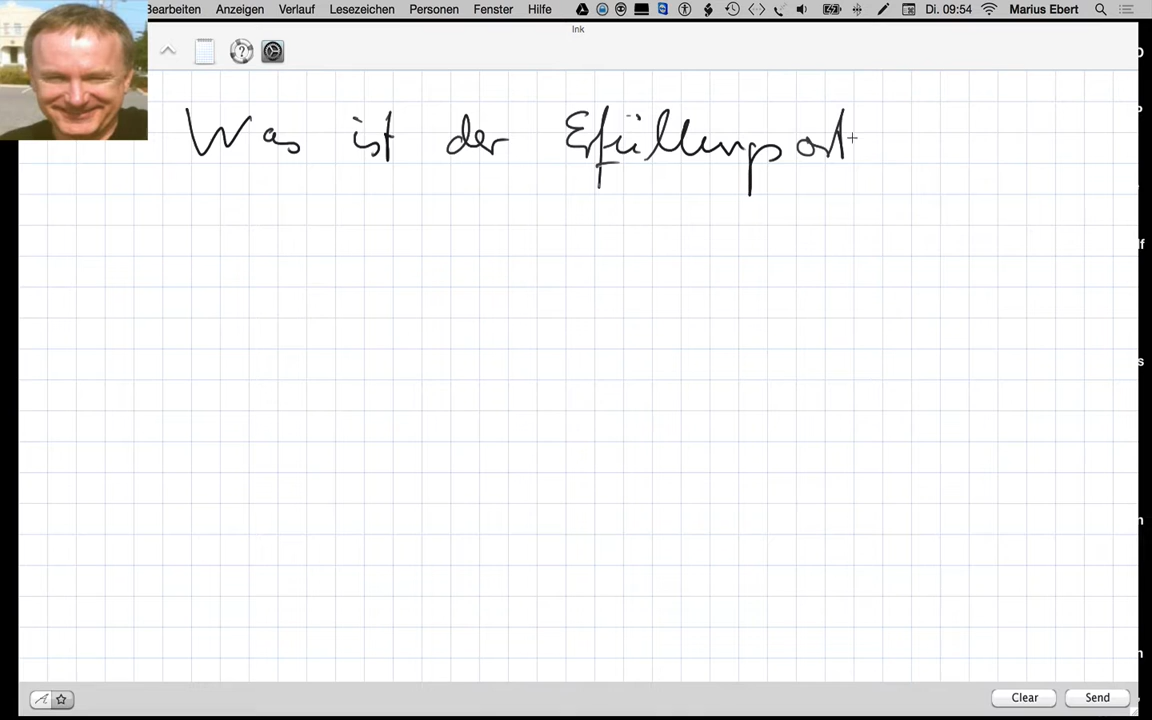 Bearbeiten Anzeigen Verlauf Lesezeichen Personen Fenster Hilfe Di. 09:54 Marius Ebert
Ink
Was ist der Erfüllungsort
Clear Send